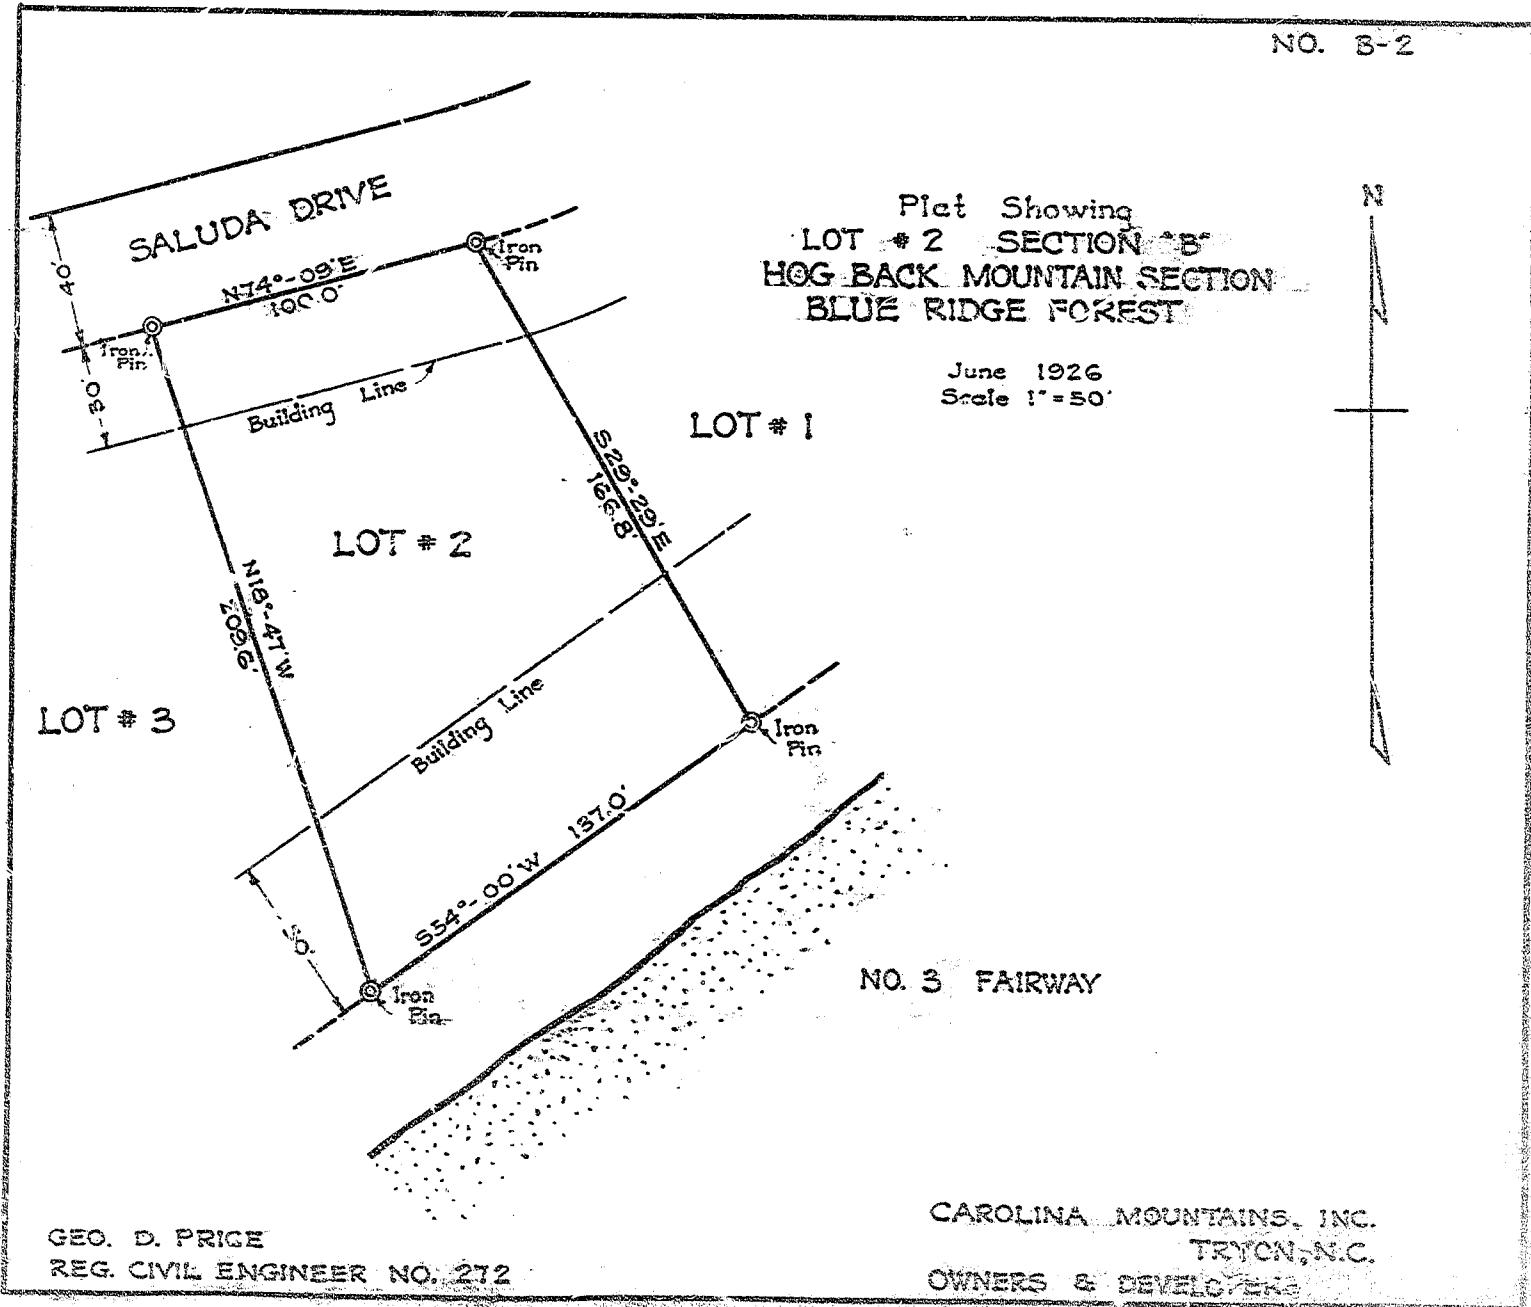 NO. B-2
SALUDA DRIVE
Plat Showing
LOT # 2 SECTION "B"
HOG BACK MOUNTAIN SECTION
BLUE RIDGE FOREST
June 1926
Scale 1"=50'
N
40'
N74°-09'E
100.0'
Iron
Pin
Iron
Pin
30'
Building Line
LOT # 1
S29°-29'E
166.8'
LOT # 2
N18°-47'W
209.6'
LOT # 3
Building Line
Iron
Pin
S54°-00'W 137.0'
Iron
Pin
NO. 3 FAIRWAY
GEO. D. PRICE
REG. CIVIL ENGINEER NO. 272
CAROLINA MOUNTAINS, INC.
TRYON, N.C.
OWNERS & DEVELOPERS